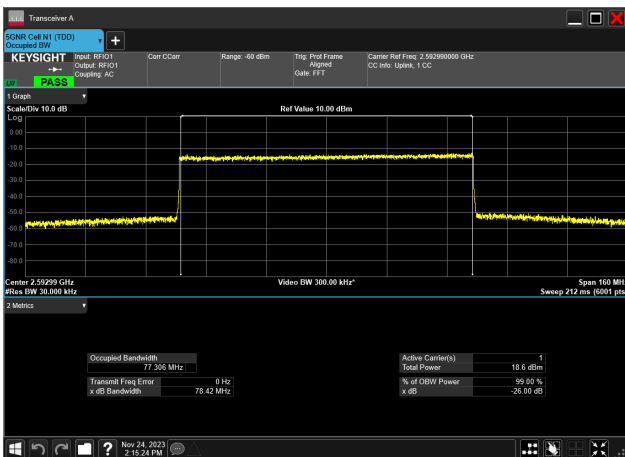 Transceiver A
5GNR Cell N1 (TDD)
Occupied BW
KEYSIGHT
Input: RFIO1
Output: RFIO1
Coupling: AC
Corr CCorr
Range: -60 dBm
Trig: Prot Frame
Aligned
Gate: FFT
Carrier Ref Freq: 2.592990000 GHz
CC Info: Uplink, 1 CC
PASS
1 Graph
Scale/Div 10.0 dB
Ref Value 10.00 dBm
Log
0.00
-10.0
-20.0
-30.0
-40.0
-50.0
-60.0
-70.0
-80.0
Center 2.59299 GHz
Video BW 300.00 kHz*
Span 160 MHz
#Res BW 30.000 kHz
Sweep 212 ms (6001 pts
2 Metrics
Occupied Bandwidth
77.306 MHz
Active Carrier(s) 1
Total Power 18.6 dBm
Transmit Freq Error 0 Hz
x dB Bandwidth 78.42 MHz
% of OBW Power 99.00 %
x dB -26.00 dB
Nov 24, 2023
2:15:24 PM